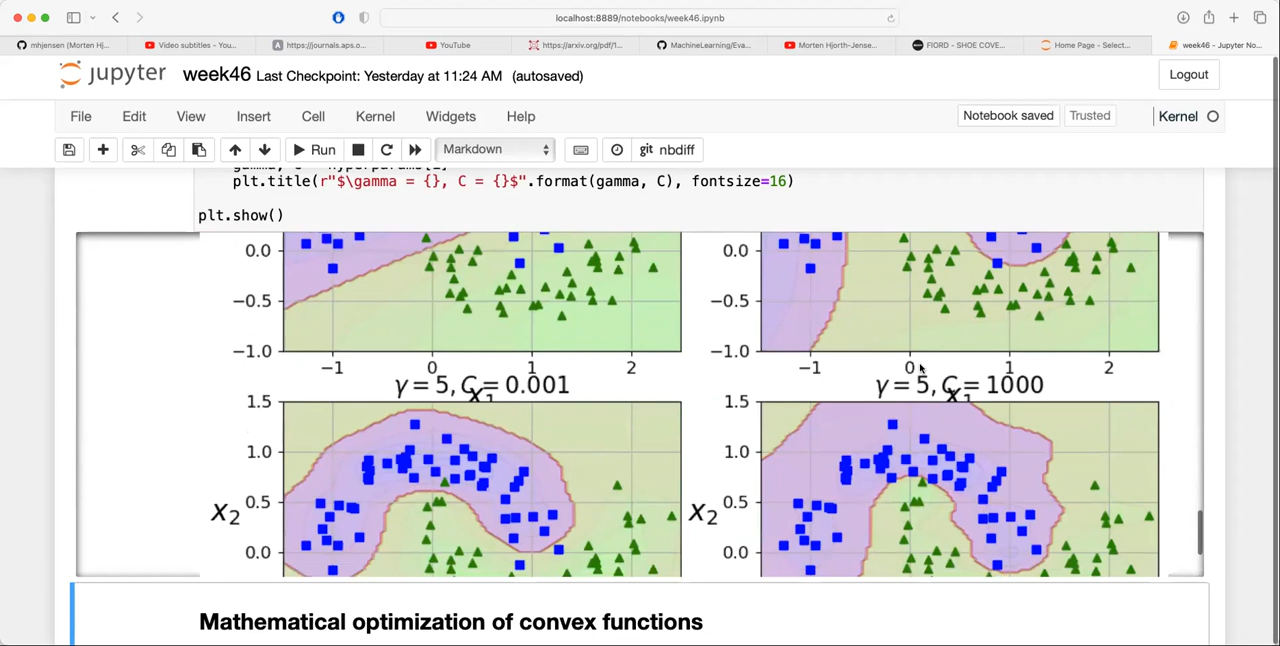 localhost:8889/notebooks/week46.ipynb
mhjensen (Morten Hj...
Video subtitles - You...
https://journals.aps.o...
YouTube
https://arxiv.org/pdf/1...
MachineLearning/Eva...
Morten Hjorth-Jense...
FIORD - SHOE COVE...
Home Page - Select...
week46 - Jupyter No...
jupyter week46 Last Checkpoint: Yesterday at 11:24 AM (autosaved)
Logout
File Edit View Insert Cell Kernel Widgets Help
Notebook saved Trusted Kernel
Run Markdown git nbdiff
plt.title(r"$\gamma = {}, C = {}$".format(gamma, C), fontsize=16)
plt.show()
0.0 0.0
−0.5 −0.5
−1.0 −1.0
−1 0 1 2 −1 0 1 2
γ = 5, C = 0.001 γ = 5, C = 1000
1.5 1.5
1.0 1.0
0.5 0.5
x₂ x₂
0.0 0.0
Mathematical optimization of convex functions